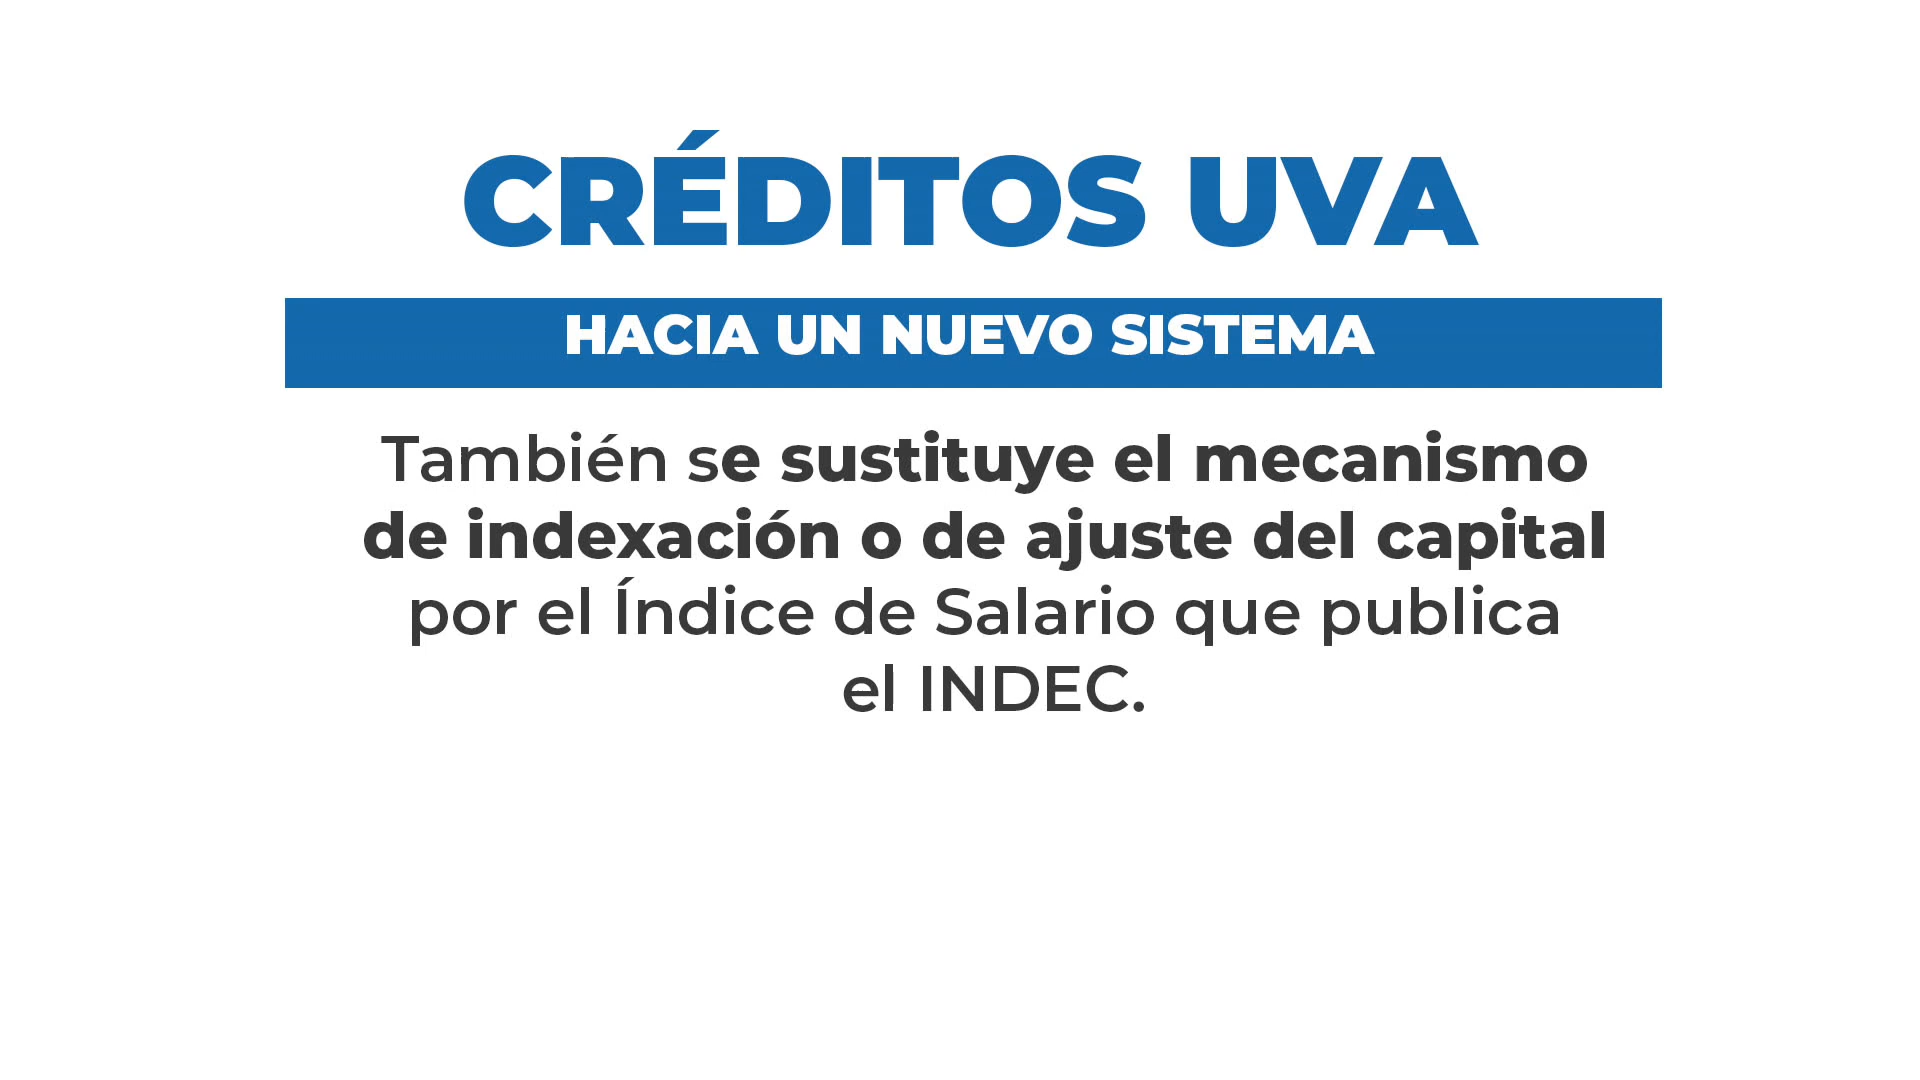 CRÉDITOS UVA
HACIA UN NUEVO SISTEMA
También se sustituye el mecanismo
de indexación o de ajuste del capital
por el Índice de Salario que publica
el INDEC.